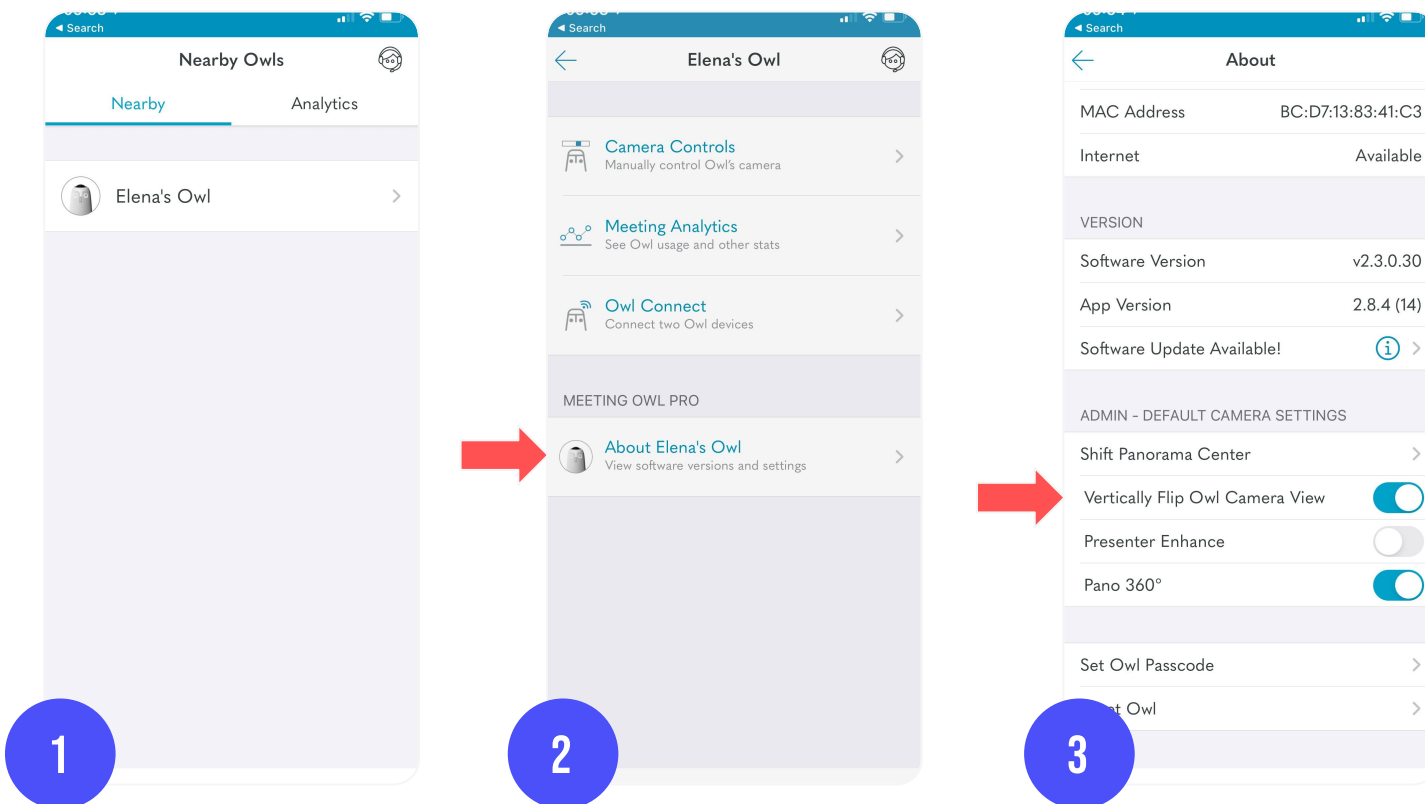 ◄ Search
Nearby Owls
Nearby Analytics
Elena's Owl
1
◄ Search
Elena's Owl
Camera Controls
Manually control Owl's camera
Meeting Analytics
See Owl usage and other stats
Owl Connect
Connect two Owl devices
MEETING OWL PRO
About Elena's Owl
View software versions and settings
2
◄ Search
About
MAC Address BC:D7:13:83:41:C3
Internet Available
VERSION
Software Version v2.3.0.30
App Version 2.8.4 (14)
Software Update Available!
ADMIN - DEFAULT CAMERA SETTINGS
Shift Panorama Center
Vertically Flip Owl Camera View
Presenter Enhance
Pano 360°
Set Owl Passcode
Owl
3